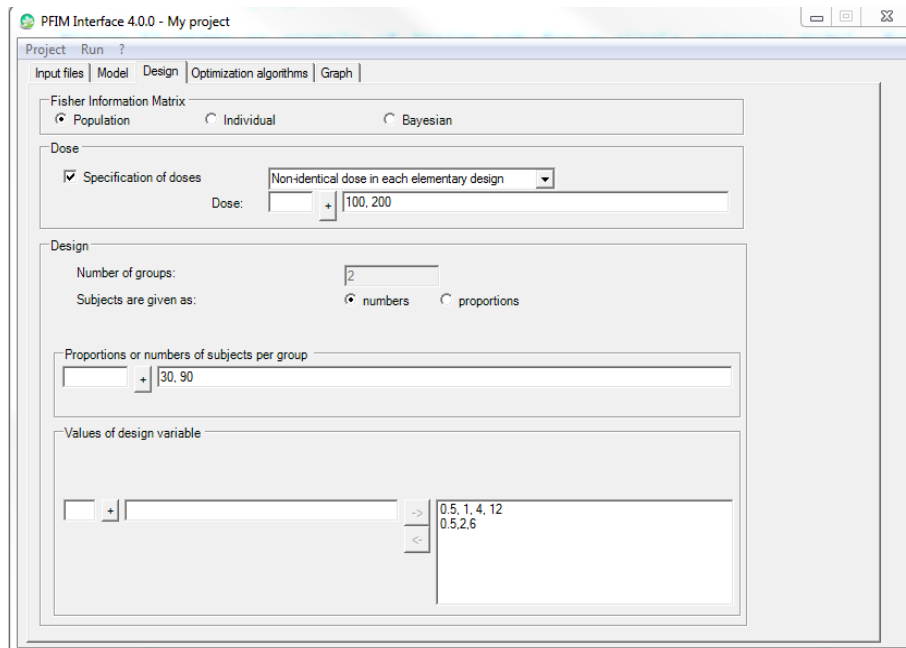 PFIM Interface 4.0.0 - My project
Project Run ?
Input files Model Design Optimization algorithms Graph
Fisher Information Matrix
Population Individual Bayesian
Dose
Specification of doses Non-identical dose in each elementary design
Dose: + 100, 200
Design
Number of groups: 2
Subjects are given as: numbers proportions
Proportions or numbers of subjects per group
+ 30, 90
Values of design variable
+ -> 0.5, 1, 4, 12
0.5,2,6
<-